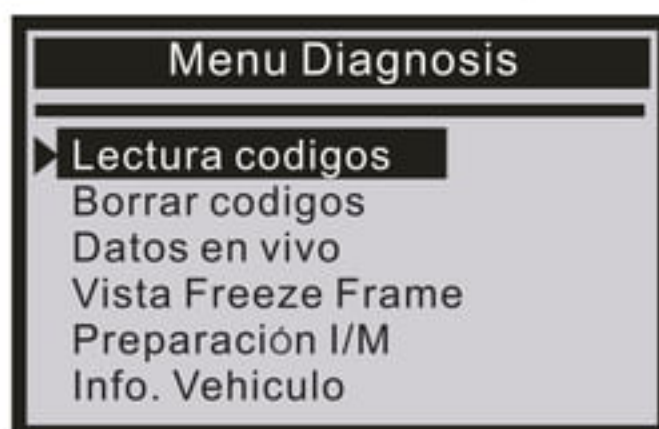 Menu Diagnosis
Lectura codigos
Borrar codigos
Datos en vivo
Vista Freeze Frame
Preparación I/M
Info. Vehiculo